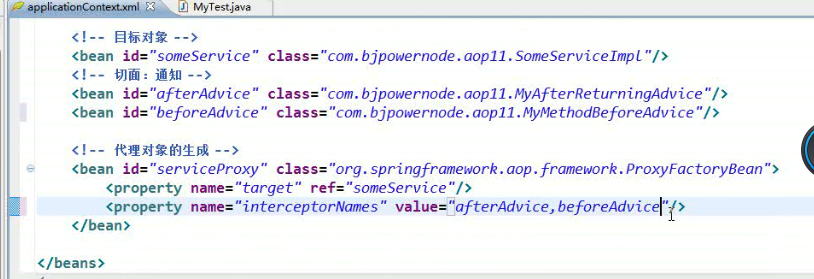 applicationContext.xml MyTest.java
<!-- 目标对象 -->
<bean id="someService" class="com.bjpowernode.aop11.SomeServiceImpl"/>
<!-- 切面：通知 -->
<bean id="afterAdvice" class="com.bjpowernode.aop11.MyAfterReturningAdvice"/>
<bean id="beforeAdvice" class="com.bjpowernode.aop11.MyMethodBeforeAdvice"/>
<!-- 代理对象的生成 -->
<bean id="serviceProxy" class="org.springframework.aop.framework.ProxyFactoryBean">
<property name="target" ref="someService"/>
<property name="interceptorNames" value="afterAdvice,beforeAdvice"/>
</bean>
</beans>